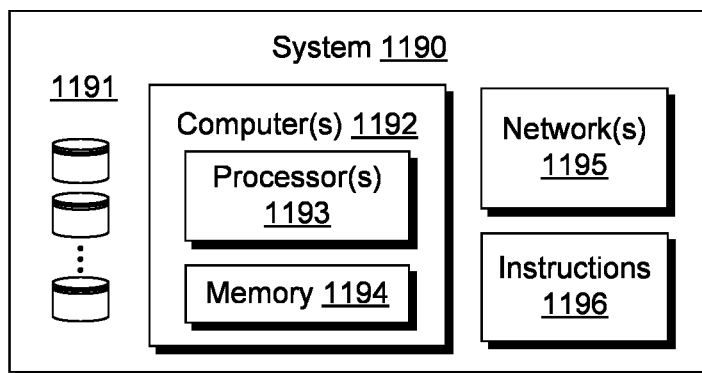 System 1190
1191
Computer(s) 1192
Processor(s)
1193
Memory 1194
Network(s)
1195
Instructions
1196